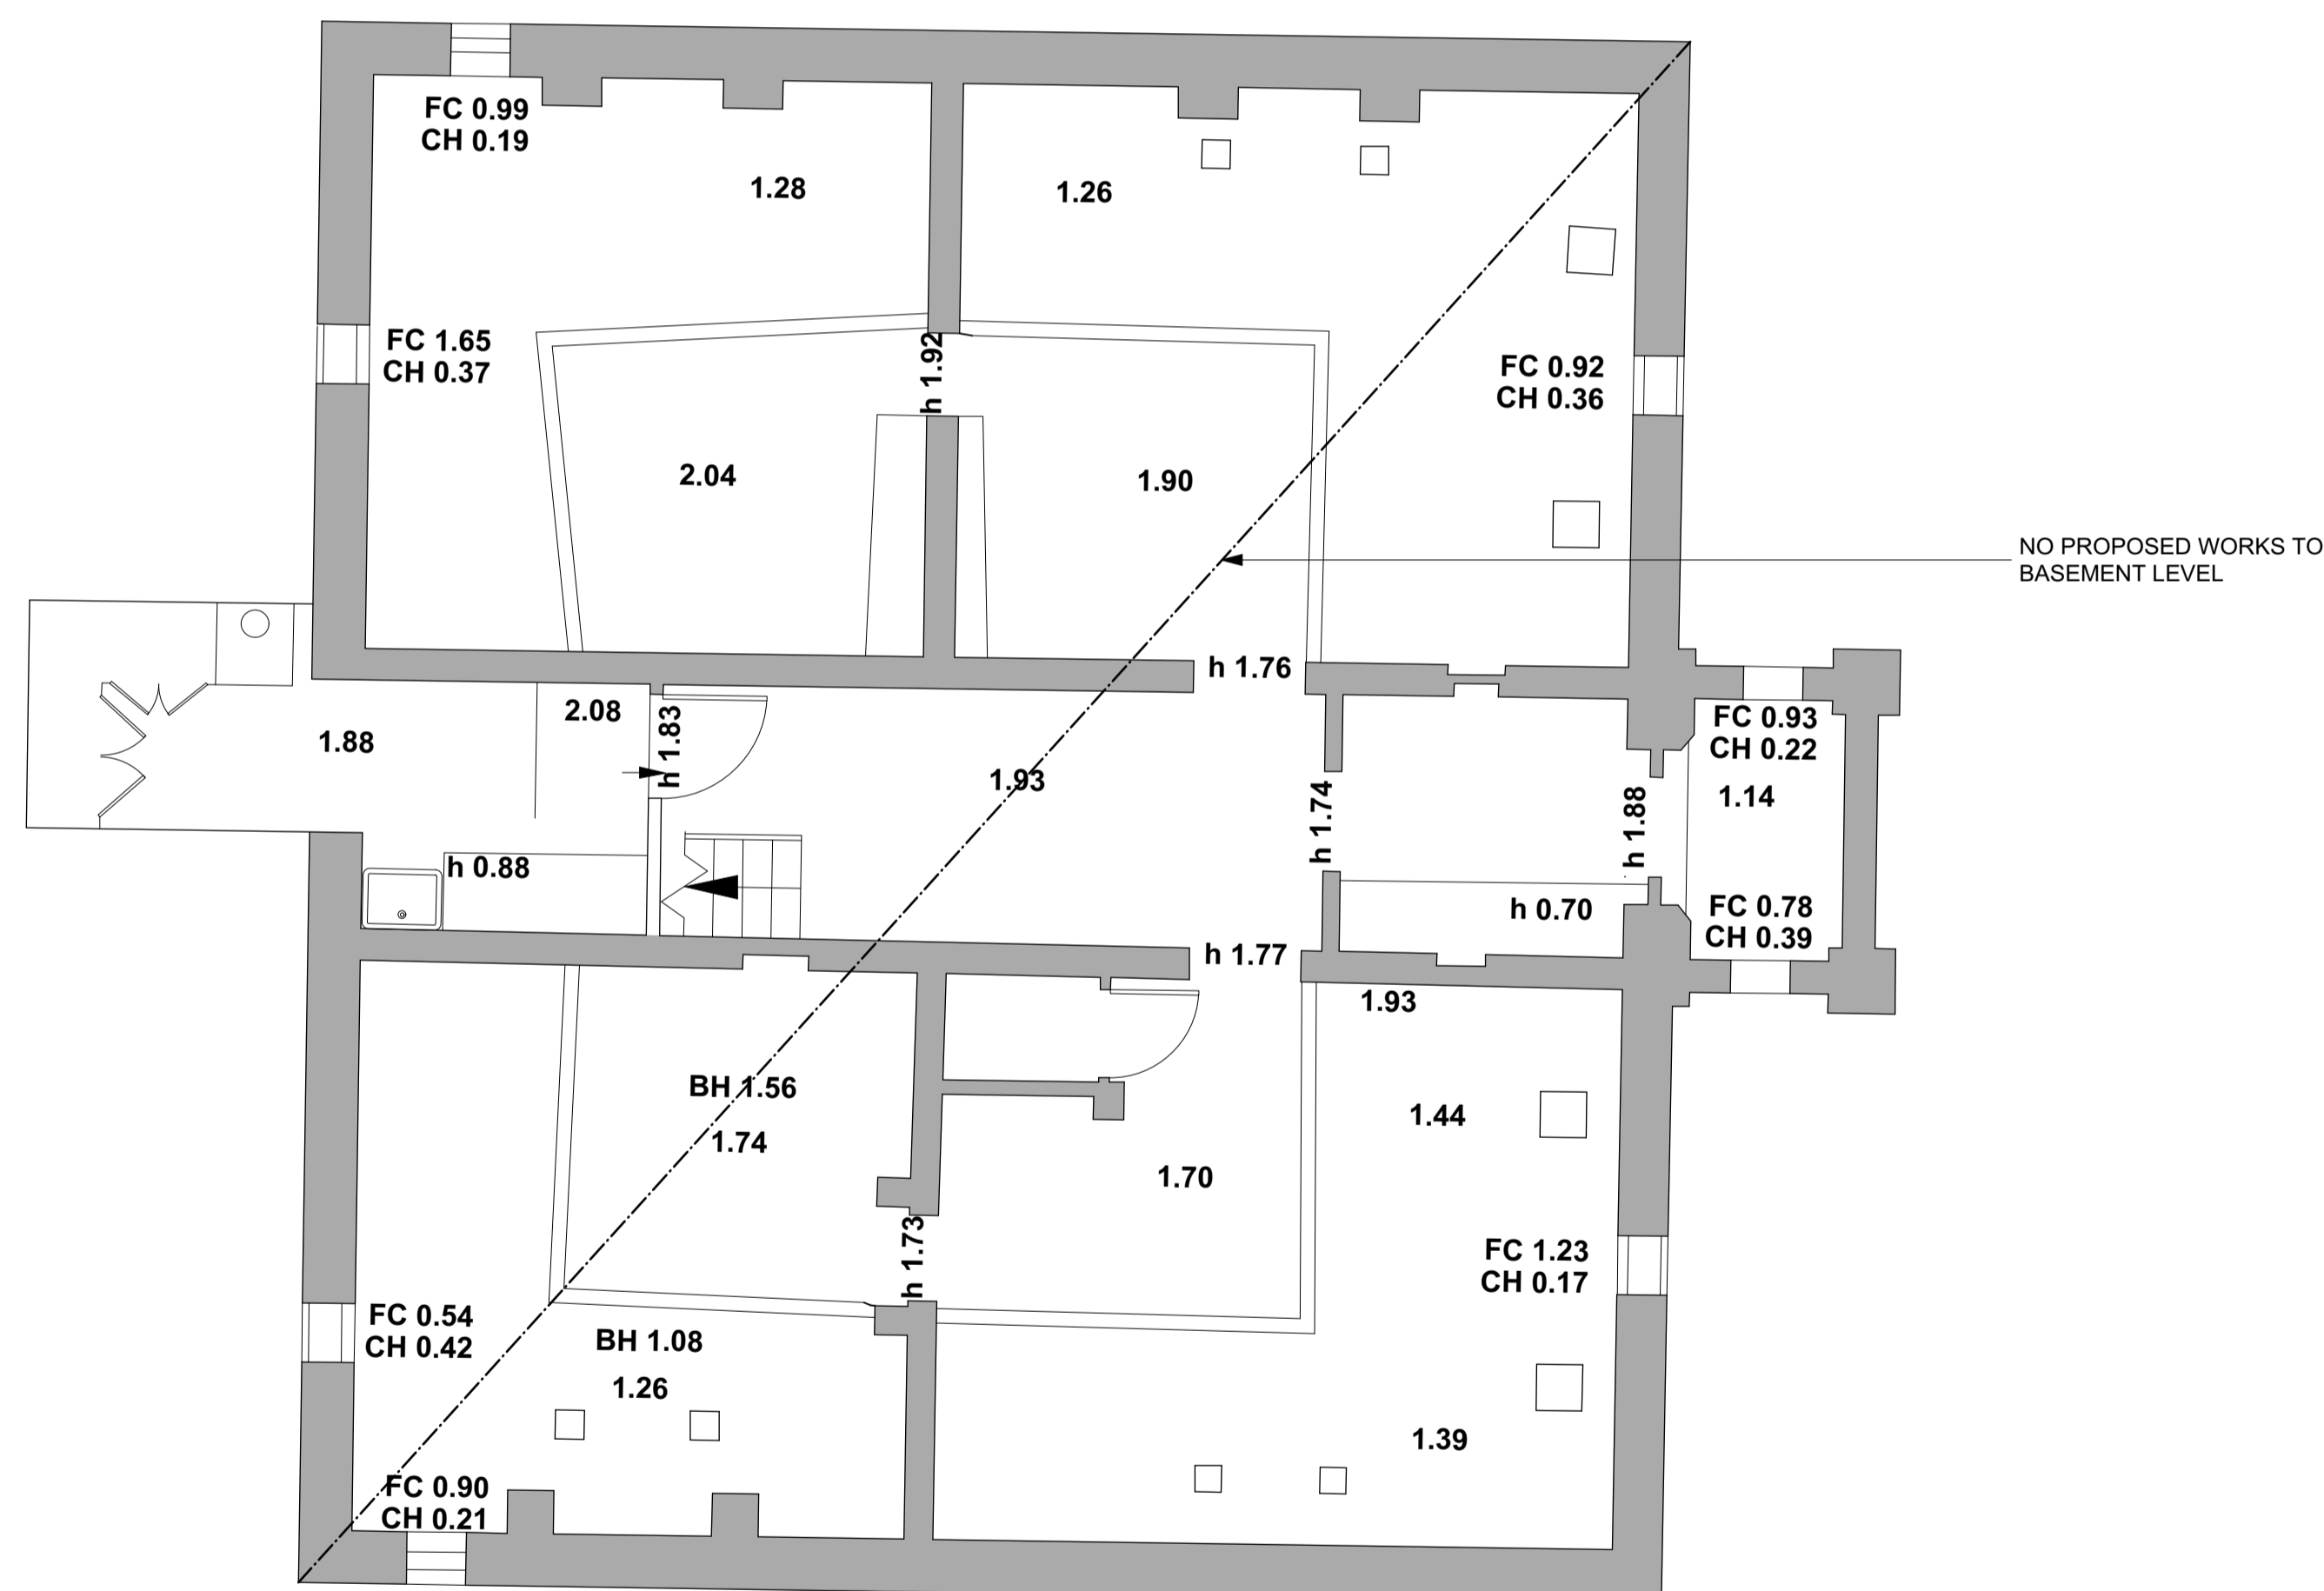 FC 0.99
CH 0.19
1.28
1.26
FC 1.65
CH 0.37
h 1.92
FC 0.92
CH 0.36
2.04
1.90
NO PROPOSED WORKS TO
BASEMENT LEVEL
h 1.76
2.08
1.88
h 1.83
1.93
FC 0.93
CH 0.22
1.14
h 1.74
h 1.88
h 0.88
h 0.70
FC 0.78
CH 0.39
h 1.77
1.93
BH 1.56
1.74
1.44
1.70
h 1.73
FC 1.23
CH 0.17
FC 0.54
CH 0.42
BH 1.08
1.26
1.39
FC 0.90
CH 0.21